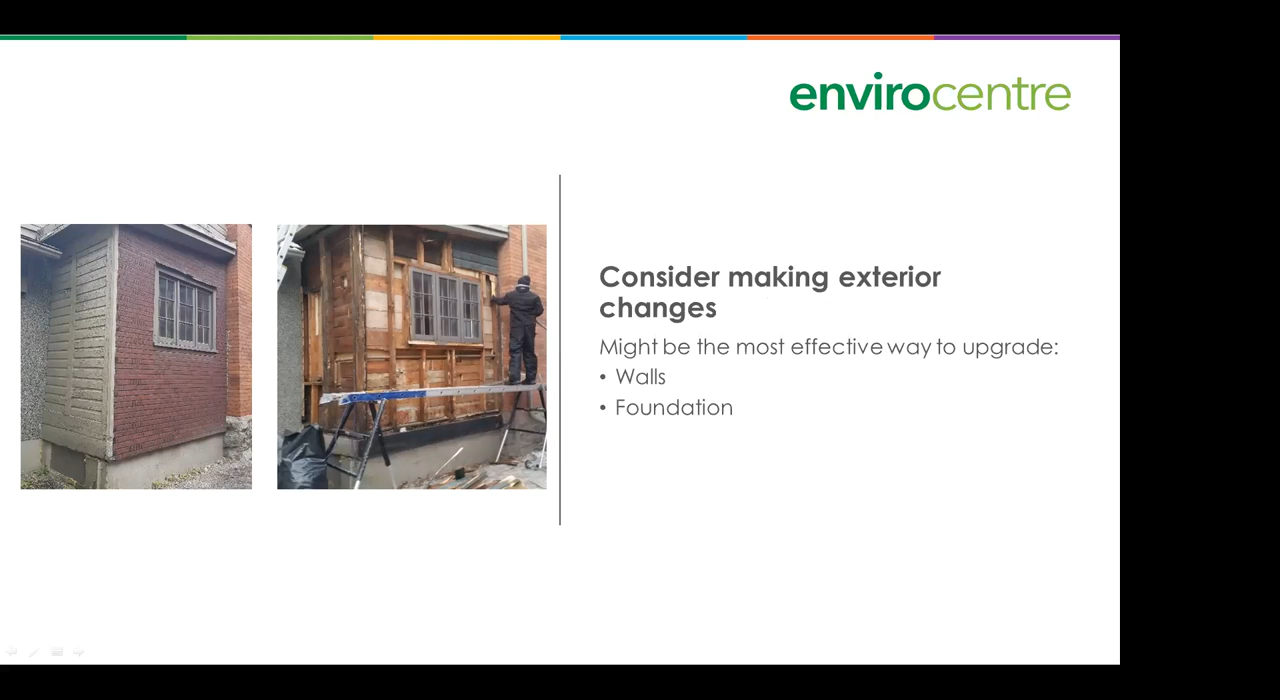 envirocentre
Consider making exterior
changes
Might be the most effective way to upgrade:
• Walls
• Foundation